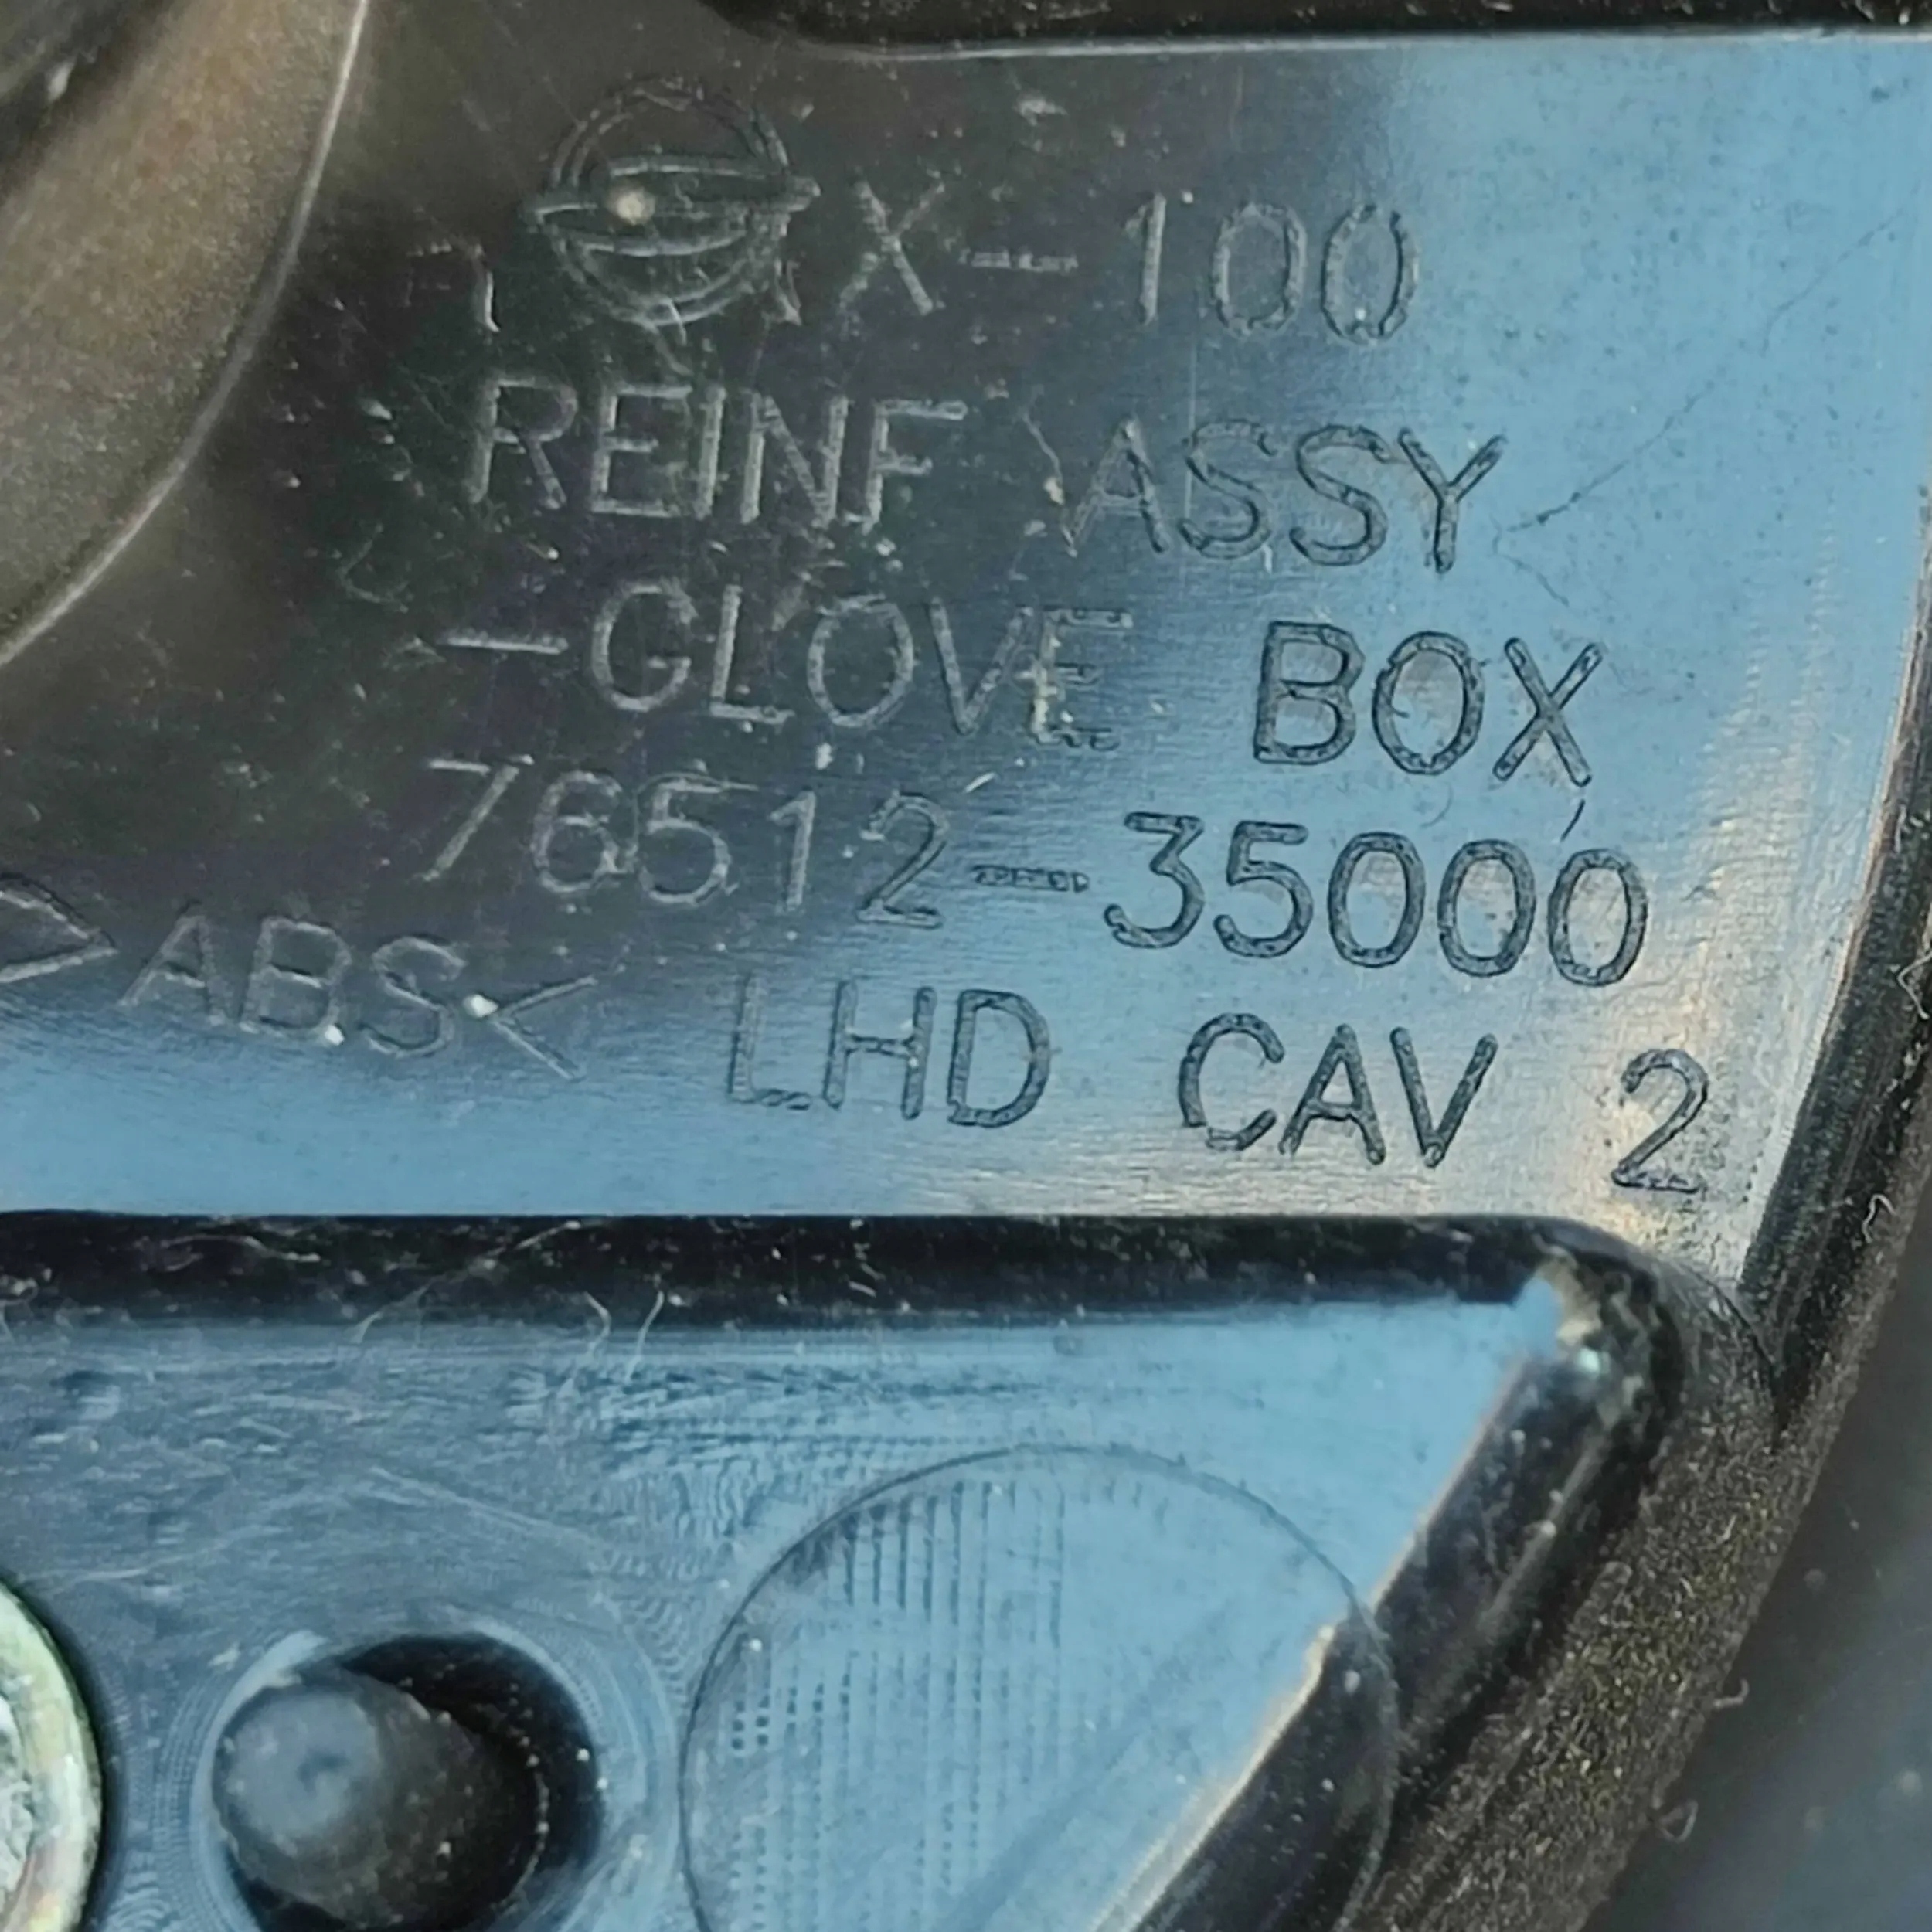 X-100
REINF ASSY
-GLOVE BOX
76512-35000
>ABS< LHD CAV 2